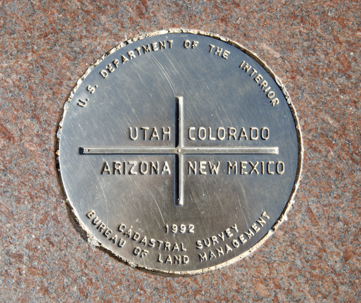 U. S. DEPARTMENT OF THE INTERIOR
UTAH COLORADO
ARIZONA NEW MEXICO
1992
CADASTRAL SURVEY
BUREAU OF LAND MANAGEMENT